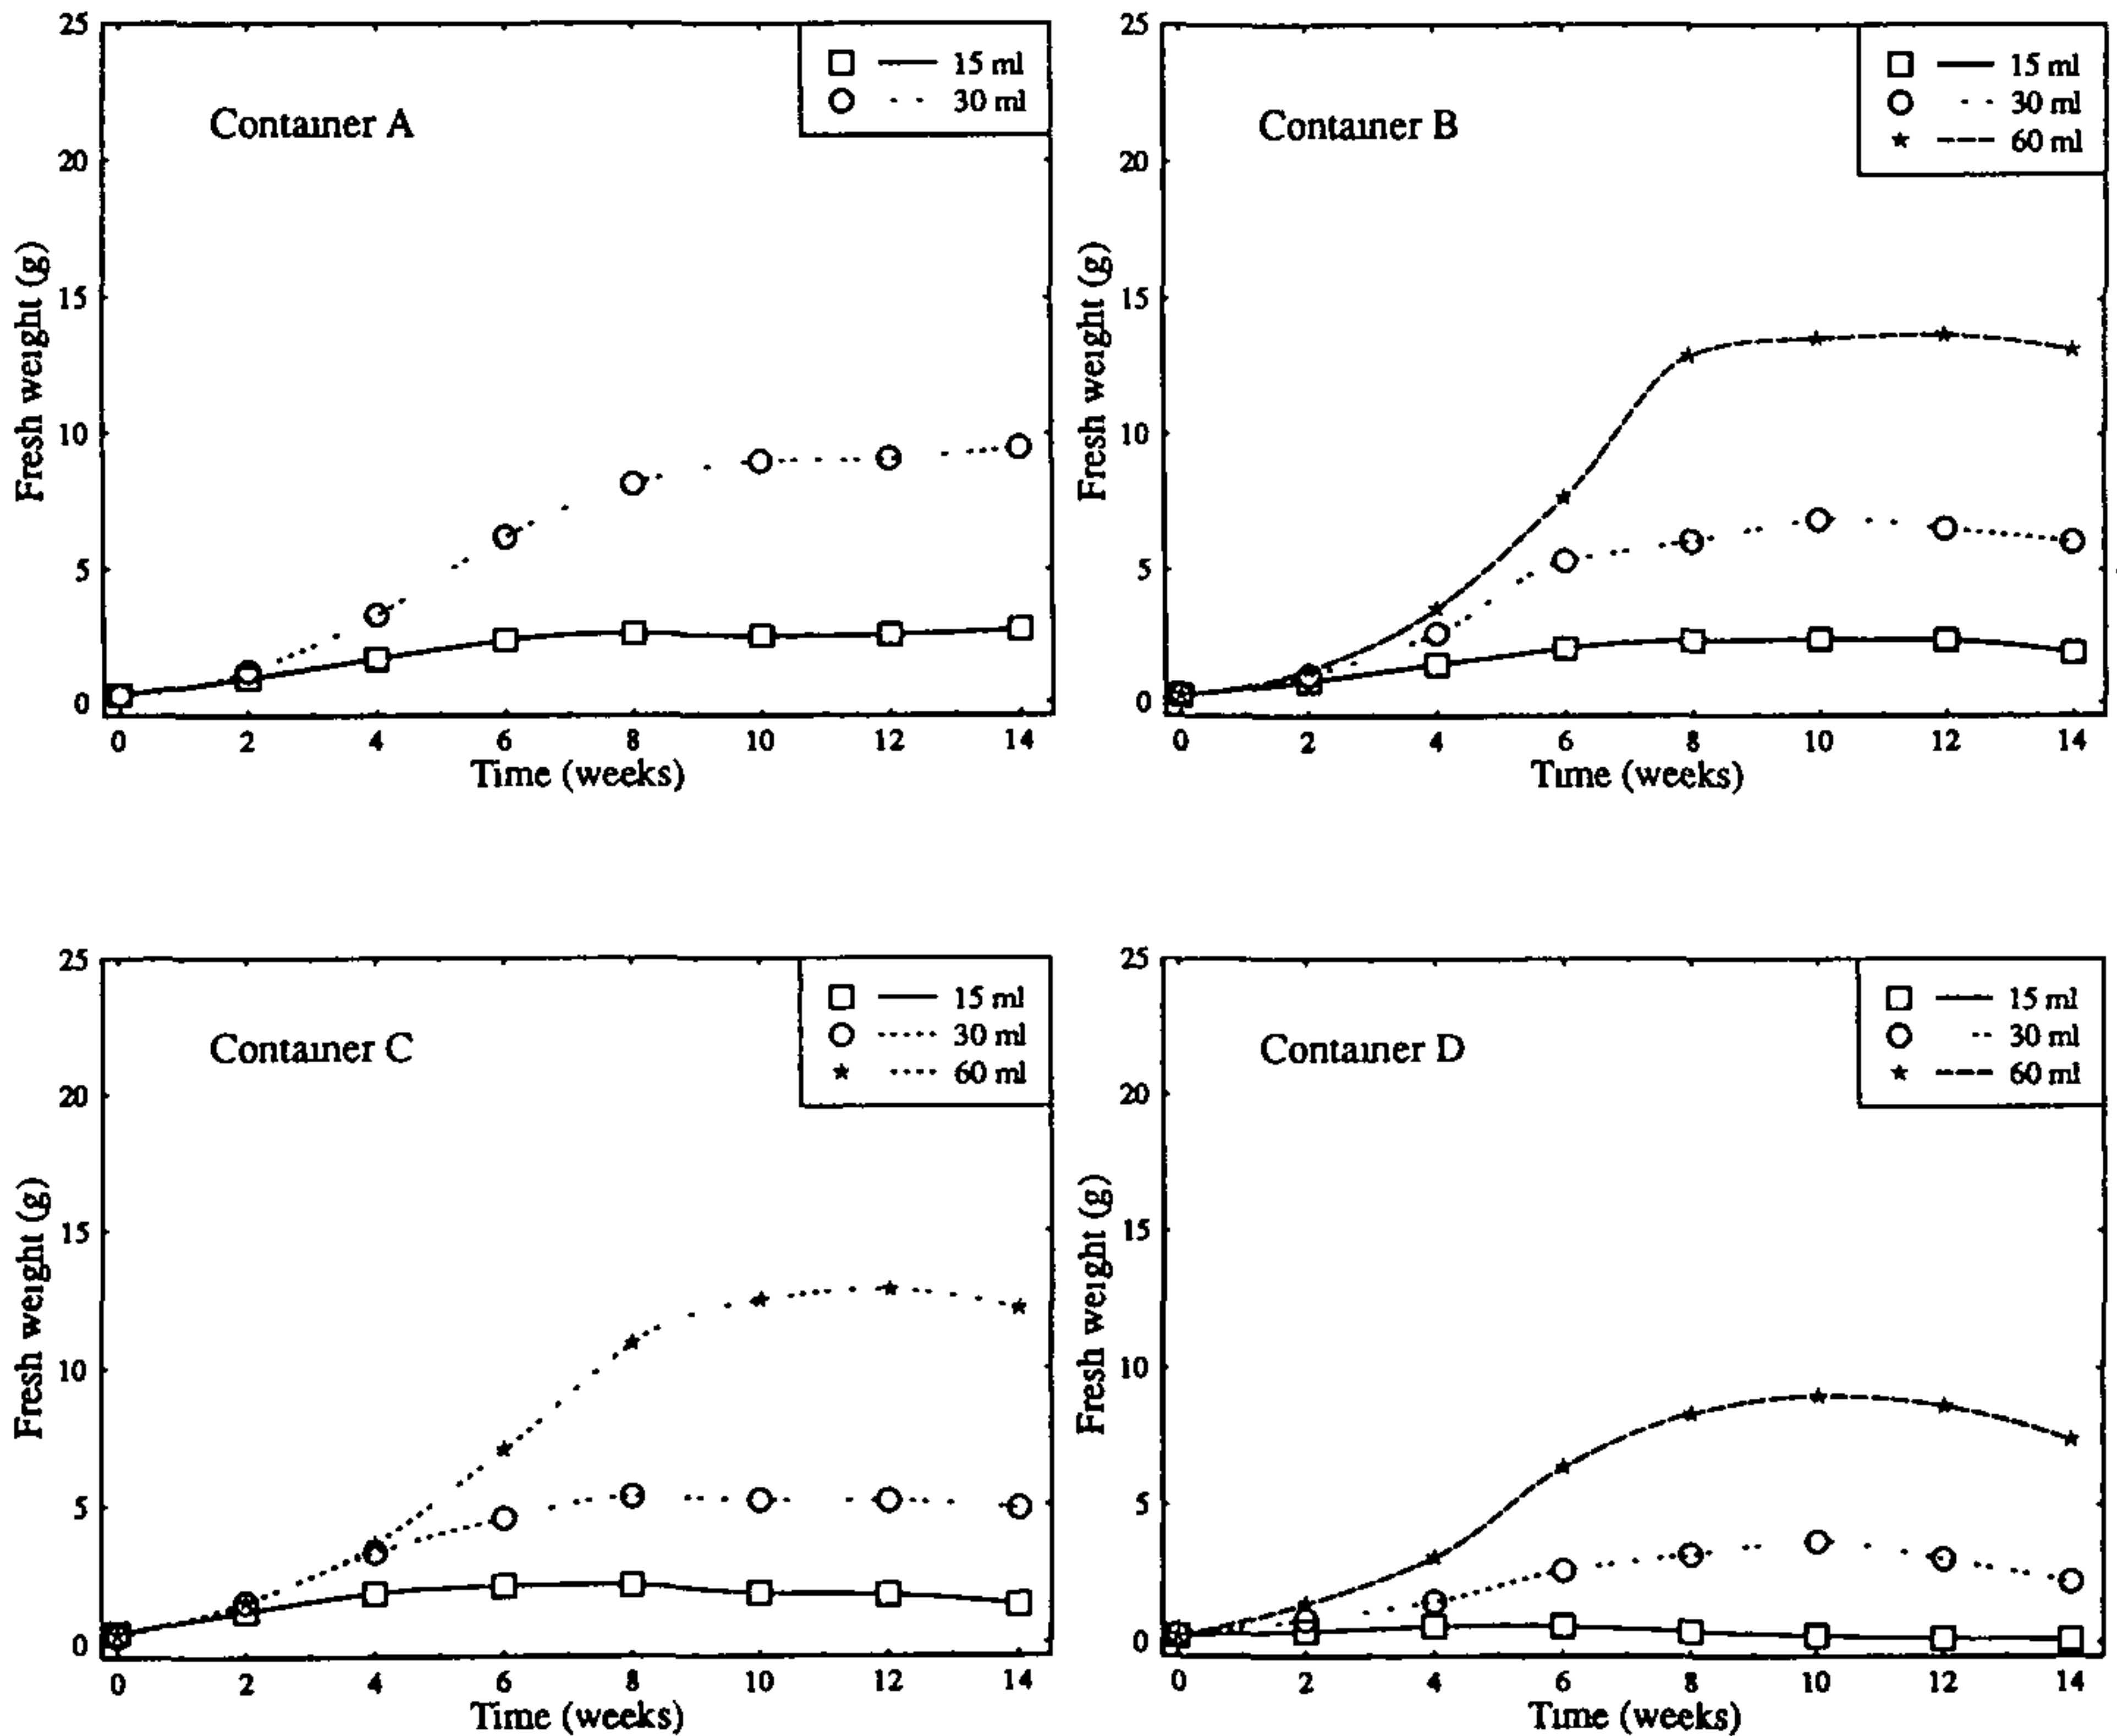 Container A
15 ml
30 ml
Fresh weight (g)
25
20
15
10
5
0
0 2 4 6 8 10 12 14
Time (weeks)
Container B
15 ml
30 ml
60 ml
Fresh weight (g)
25
20
15
10
5
0
0 2 4 6 8 10 12 14
Time (weeks)
Container C
15 ml
30 ml
60 ml
Fresh weight (g)
25
20
15
10
5
0
0 2 4 6 8 10 12 14
Time (weeks)
Container D
15 ml
30 ml
60 ml
Fresh weight (g)
25
20
15
10
5
0
0 2 4 6 8 10 12 14
Time (weeks)